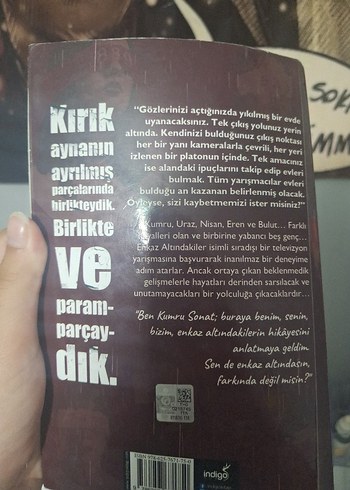 Kırık
aynanın
ayrılmış
parçalarında
birlikteydik.
Birlikte
ve
param-
parçay-
dık.
"Gözlerinizi açtığınızda yıkılmış bir evde
uyanacaksınız. Tek çıkış yolunuz yerin
altında. Kendinizi bulduğunuz çıkış noktası
her bir yanı kameralarla çevrili, her yeri
izlenen bir platonun içinde. Tek amacınız
ise alandaki ipuçlarını takip edip evleri
bulmak. Tüm yarışmacılar evleri
bulduğu an kazanan belirlenmiş olacak.
Öyleyse, sizi kaybetmemizi ister misiniz?"
Kumru, Uraz, Nisan, Eren ve Bulut... Farklı
hayalleri olan ve birbirine yabancı beş genç...
Enkaz Altındakiler isimli sıradışı bir televizyon
yarışmasına başvurarak inanılmaz bir deneyime
adım atarlar. Ancak ortaya çıkan beklenmedik
gelişmelerle hayatları derinden sarsılacak ve
unutamayacakları bir yolculuğa çıkacaklardır...
"Ben Kumru Sonat; buraya benim, senin,
bizim, enkaz altındakilerin hikâyesini
anlatmaya geldim.
Sen de enkaz altındasın,
farkında değil misin?"
indigo